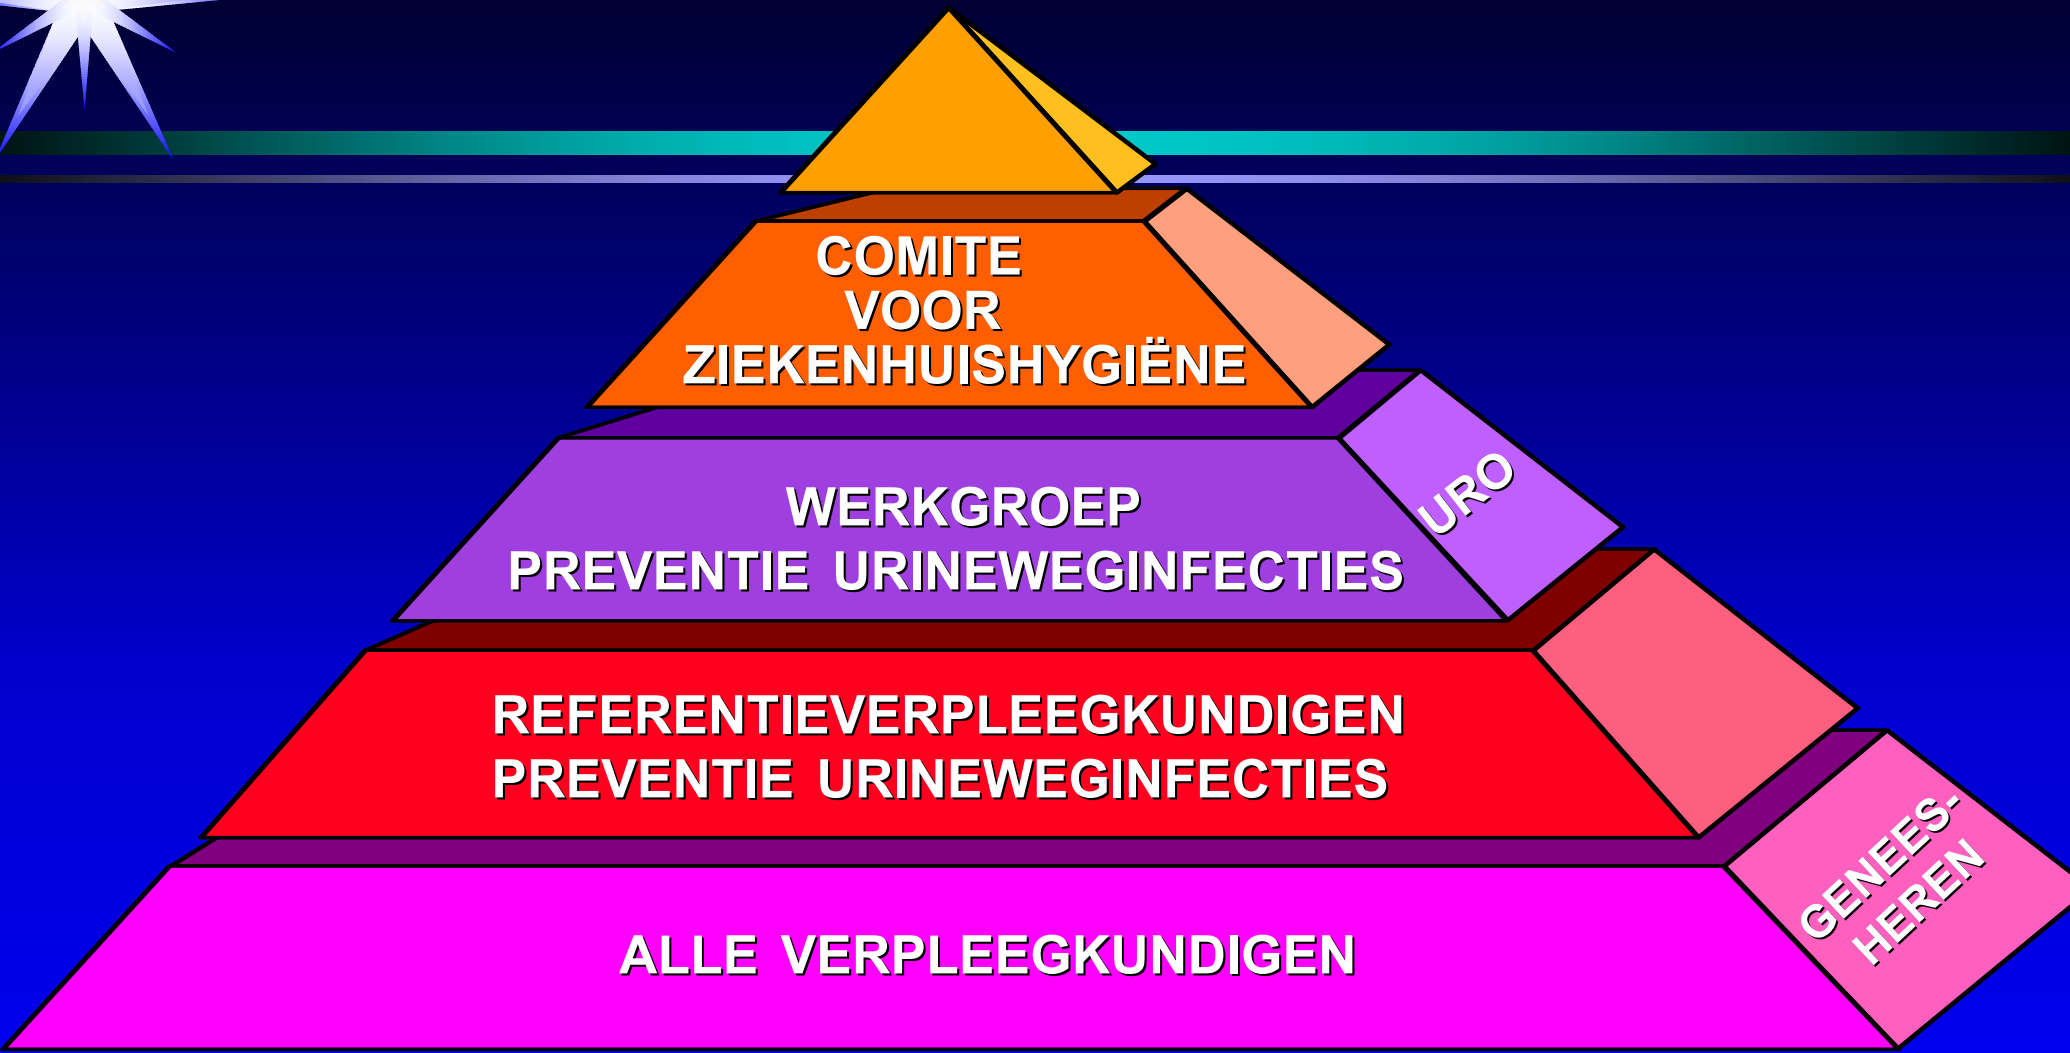 COMITE
VOOR
ZIEKENHUISHYGIËNE
WERKGROEP
PREVENTIE URINEWEGINFECTIES
URO
REFERENTIEVERPLEEGKUNDIGEN
PREVENTIE URINEWEGINFECTIES
ALLE VERPLEEGKUNDIGEN
GENEES-
HEREN